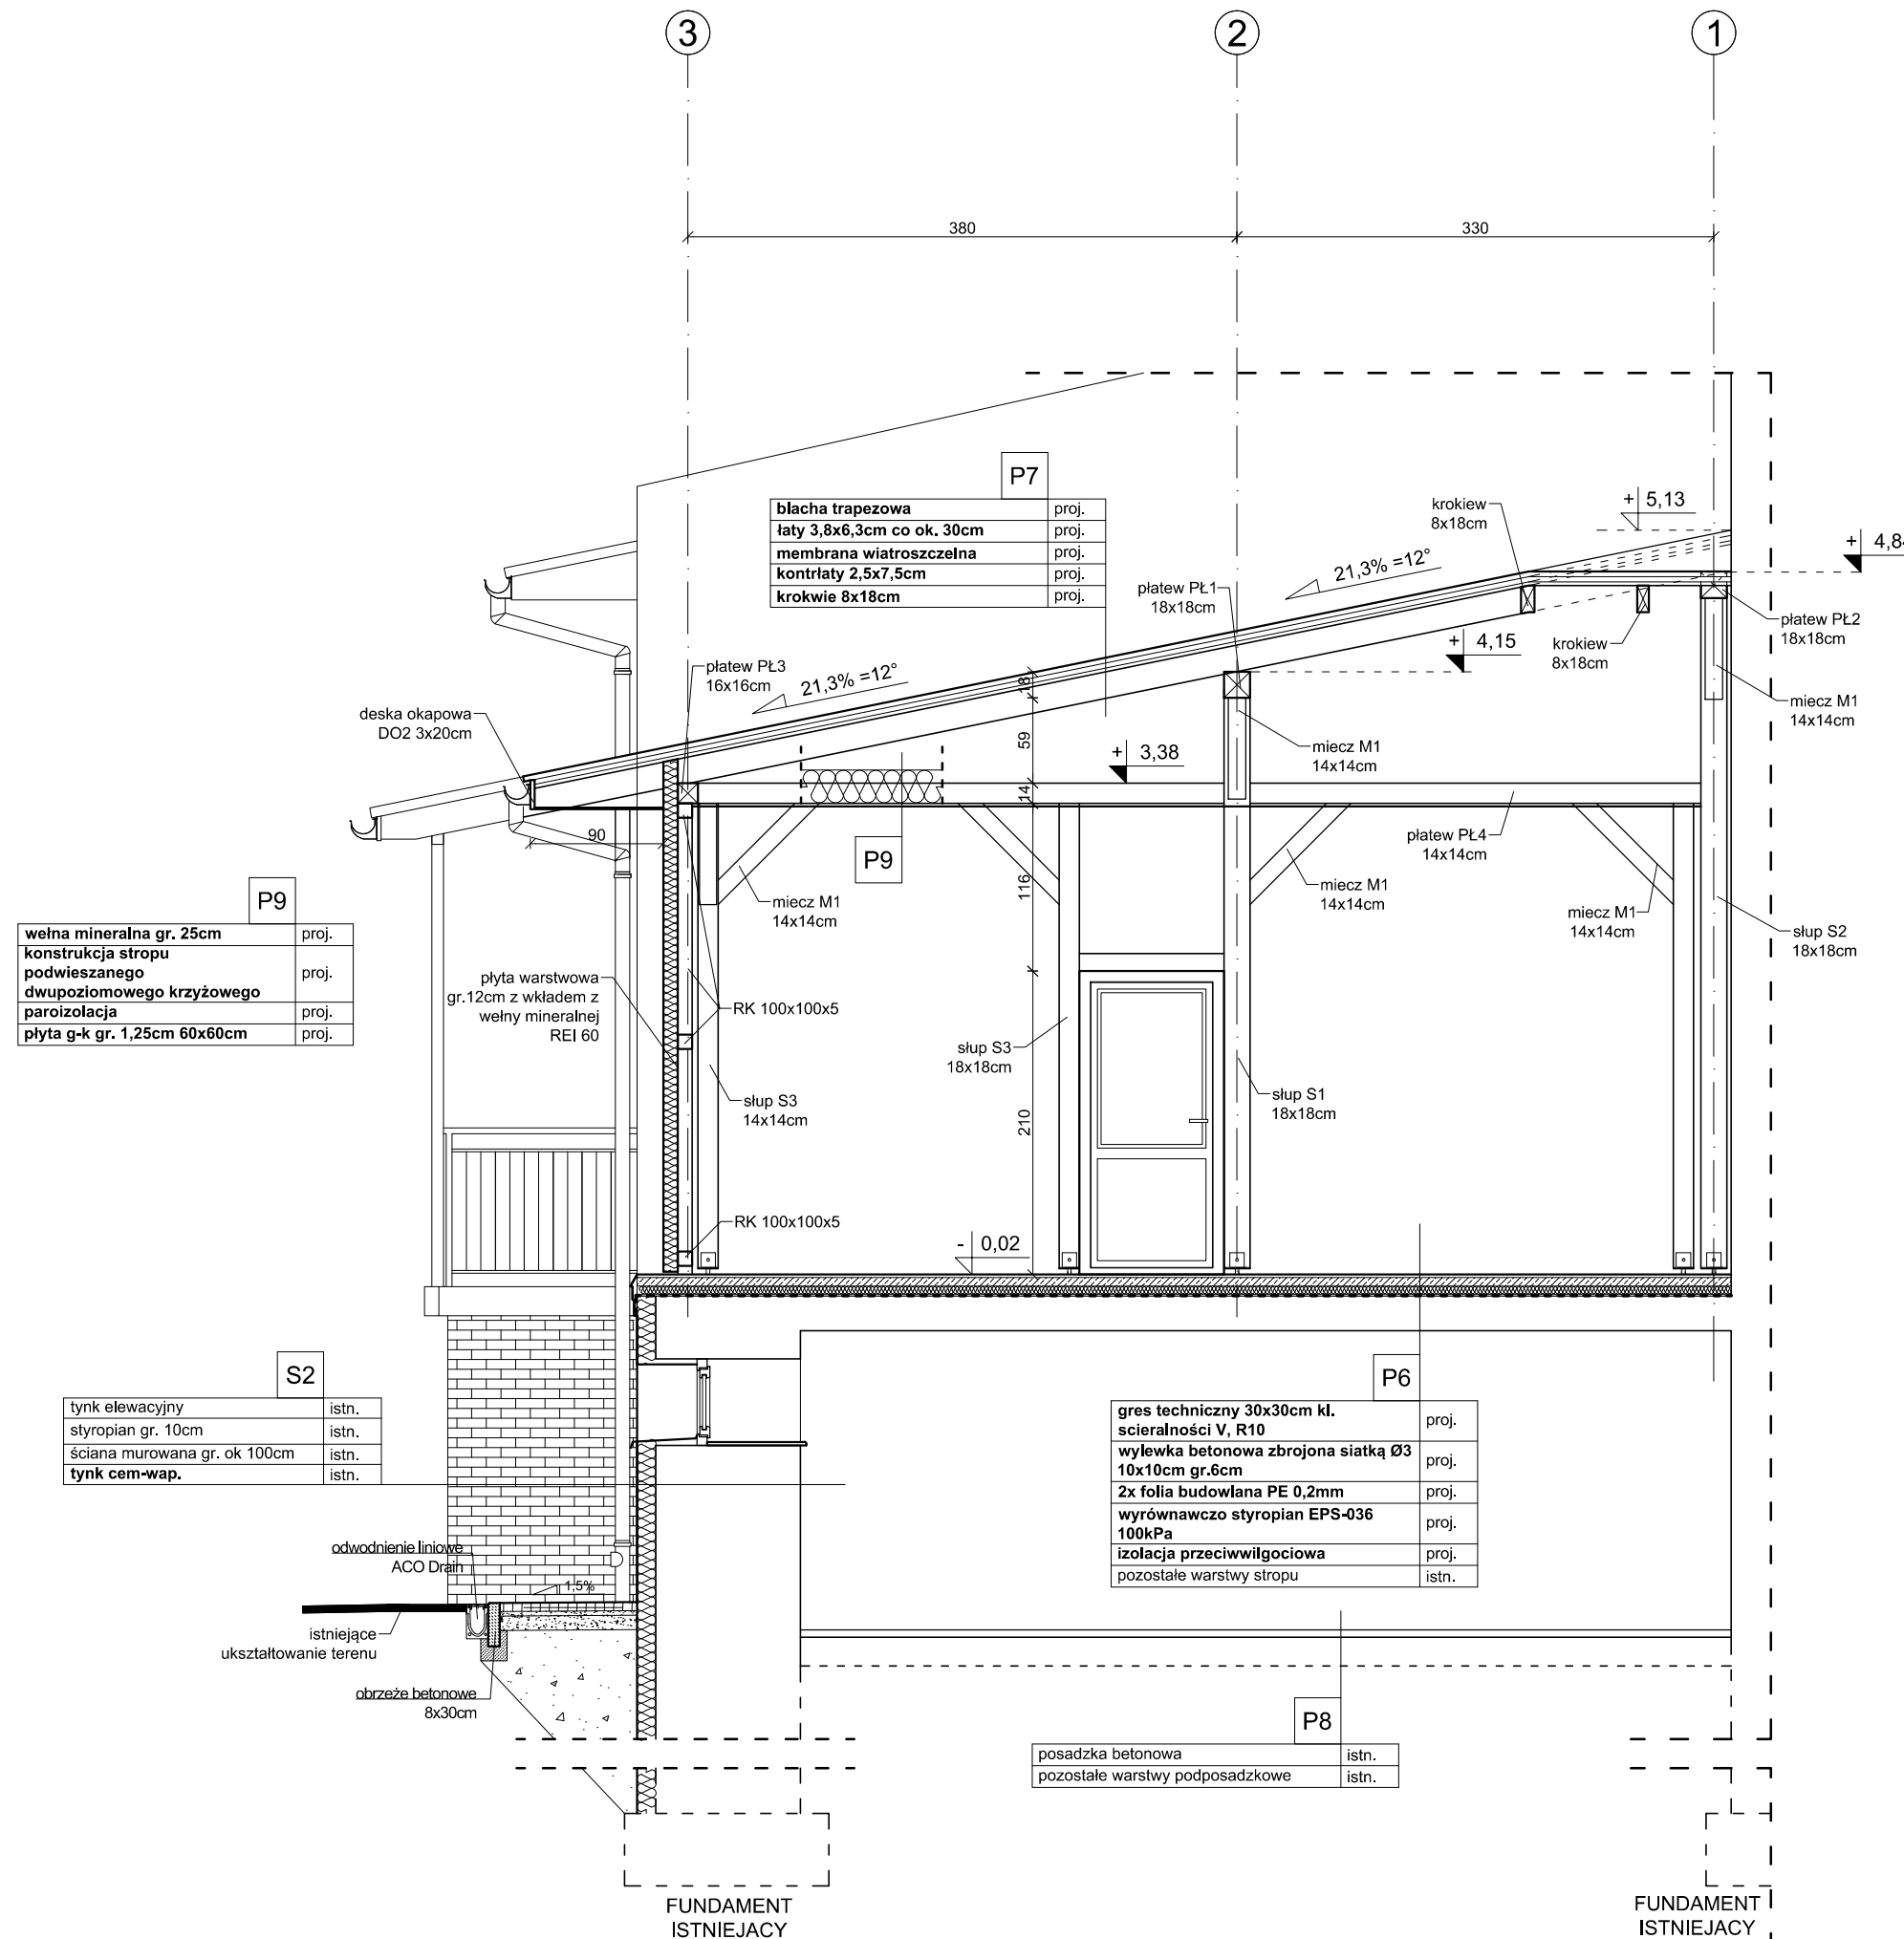 3
2
1
380
330
P7
blacha trapezowa proj.
łaty 3,8x6,3cm co ok. 30cm proj.
membrana wiatroszczelna proj.
kontrłaty 2,5x7,5cm proj.
krokwie 8x18cm proj.
krokiew
8x18cm
+ 5,13
+
21,3% =12°
płatew PŁ1
18x18cm
płatew PŁ2
18x18cm
krokiew
8x18cm
+ 4,15
płatew PŁ3
16x16cm
21,3% =12°
18
miecz M1
14x14cm
deska okapowa
DO2 3x20cm
59
+ 3,38
miecz M1
14x14cm
14
90
P9
płatew PŁ4
14x14cm
116
miecz M1
14x14cm
miecz M1
14x14cm
miecz M1
14x14cm
słup S2
18x18cm
P9
wełna mineralna gr. 25cm proj.
konstrukcja stropu
podwieszanego proj.
dwupoziomowego krzyżowego
paroizolacja proj.
płyta g-k gr. 1,25cm 60x60cm proj.
płyta warstwowa
gr.12cm z wkładem z
wełny mineralnej
REI 60
RK 100x100x5
słup S3
18x18cm
słup S3
14x14cm
słup S1
18x18cm
210
RK 100x100x5
- 0,02
S2
tynk elewacyjny istn.
styropian gr. 10cm istn.
ściana murowana gr. ok 100cm istn.
tynk cem-wap. istn.
P6
gres techniczny 30x30cm kl.
scieralności V, R10 proj.
wylewka betonowa zbrojona siatką Ø3
10x10cm gr.6cm proj.
2x folia budowlana PE 0,2mm proj.
wyrównawczo styropian EPS-036
100kPa proj.
izolacja przeciwwilgociowa proj.
pozostałe warstwy stropu istn.
odwodnienie liniowe
ACO Drain
1,5%
istniejące
ukształtowanie terenu
obrzeże betonowe
8x30cm
P8
posadzka betonowa istn.
pozostałe warstwy podposadzkowe istn.
FUNDAMENT
ISTNIEJACY
FUNDAMENT
ISTNIEJACY